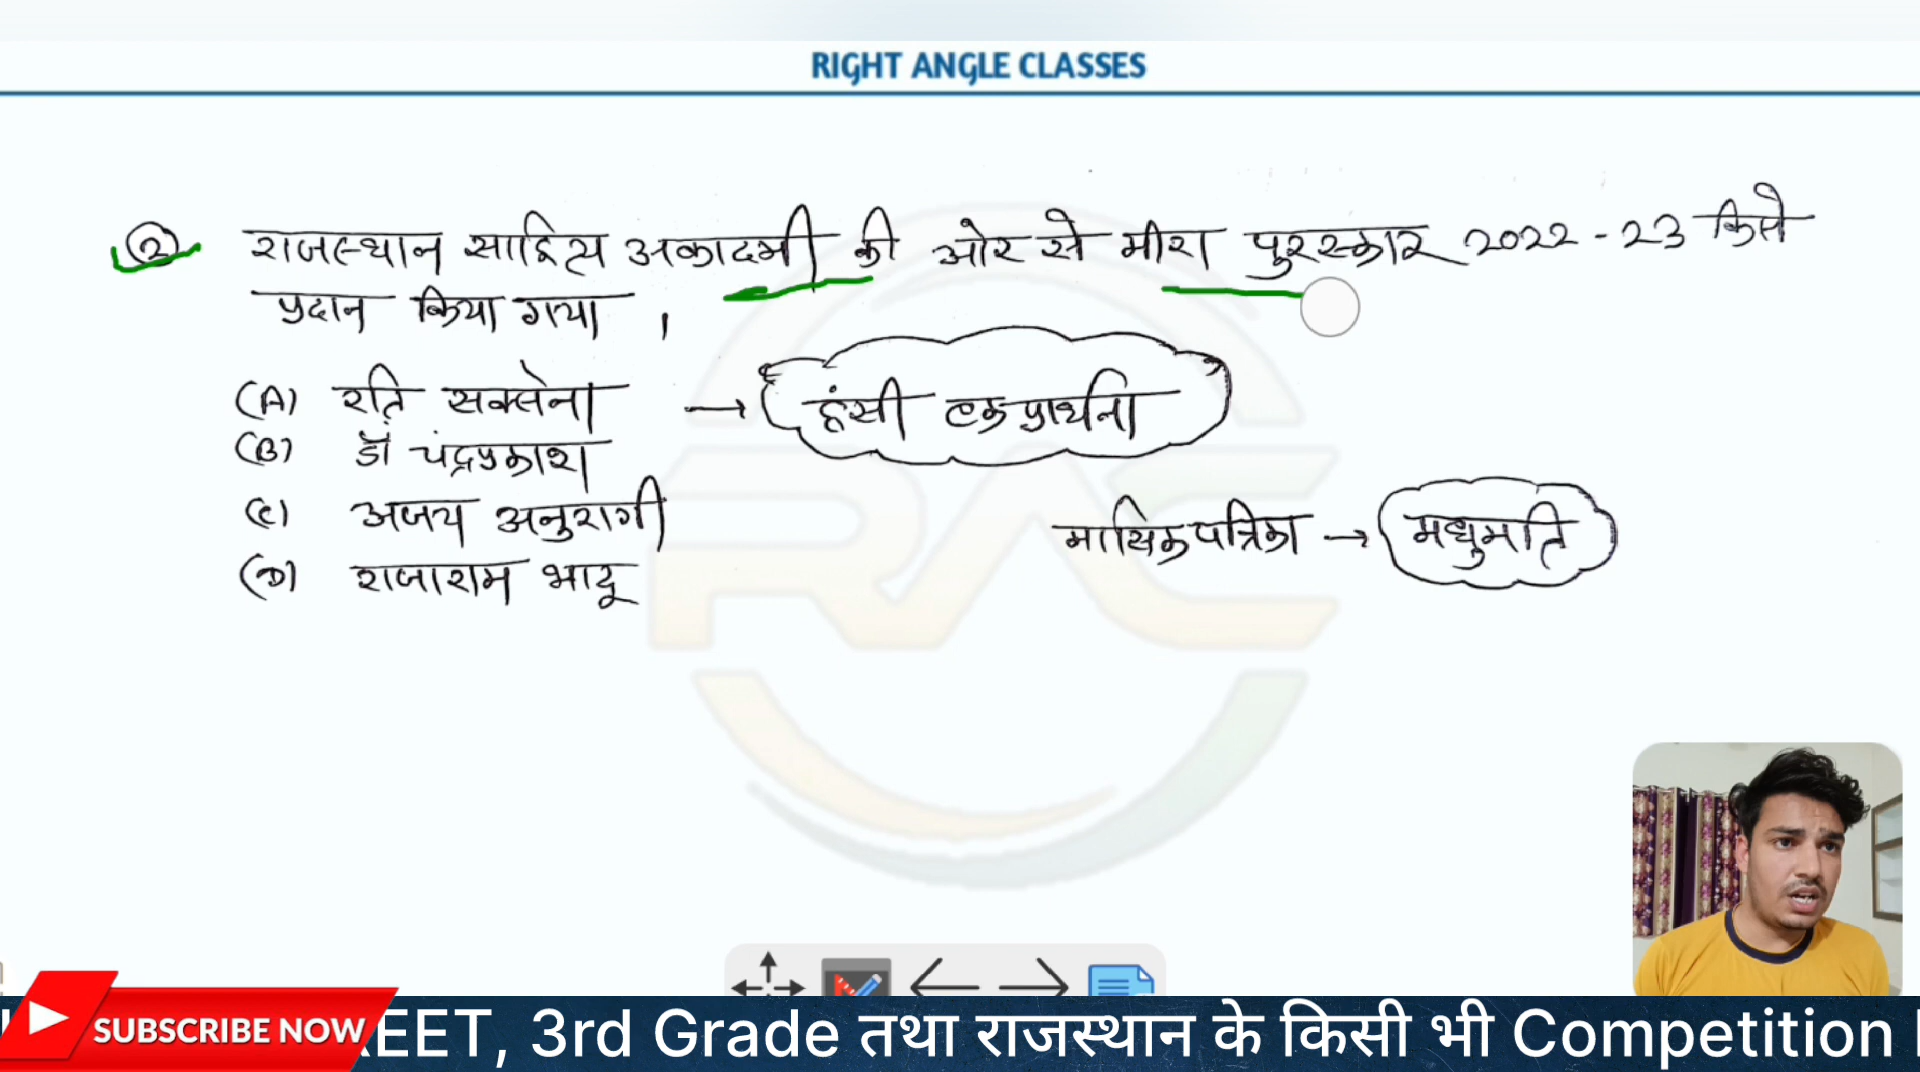 RIGHT ANGLE CLASSES
② राजस्थान साहित्य अकादमी की ओर से मीरा पुरस्कार 2022-23 किसे
प्रदान किया गया ।
(A) रति सक्सेना → हंसी एक प्रार्थना
(B) डॉ चंद्रप्रकाश
(C) अजय अनुरागी
मासिक पत्रिका → मधुमति
(D) राजाराम भादू
RAC
SUBSCRIBE NOW
EET, 3rd Grade तथा राजस्थान के किसी भी Competition